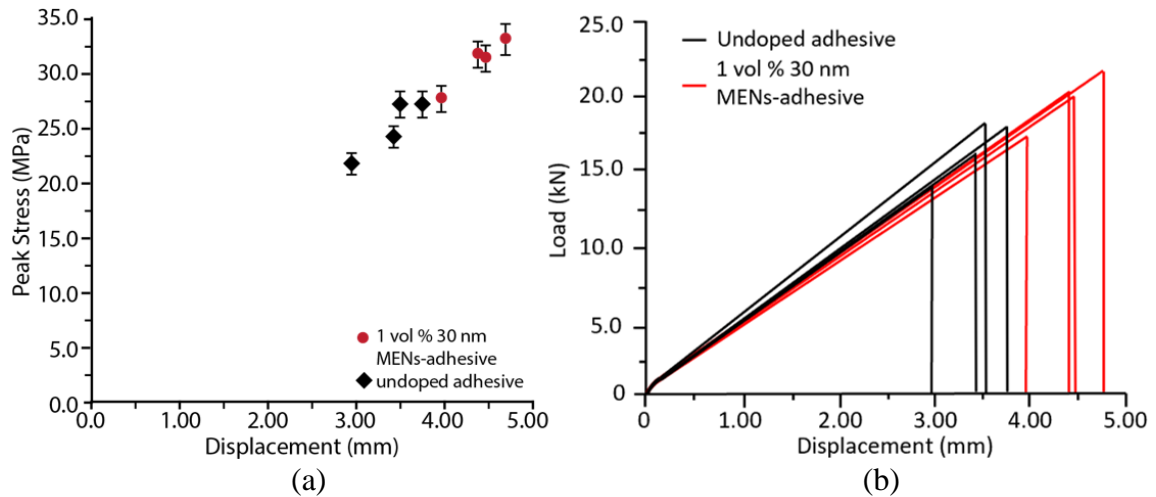 35.0
30.0
25.0
20.0
15.0
10.0
5.0
0.0
Peak Stress (MPa)
1 vol % 30 nm
MENs-adhesive
undoped adhesive
0.0 1.00 2.00 3.00 4.00 5.00
Displacement (mm)
(a)
25.0
20.0
15.0
10.0
5.0
0
Load (kN)
Undoped adhesive
1 vol % 30 nm
MENs-adhesive
0 1.00 2.00 3.00 4.00 5.00
Displacement (mm)
(b)